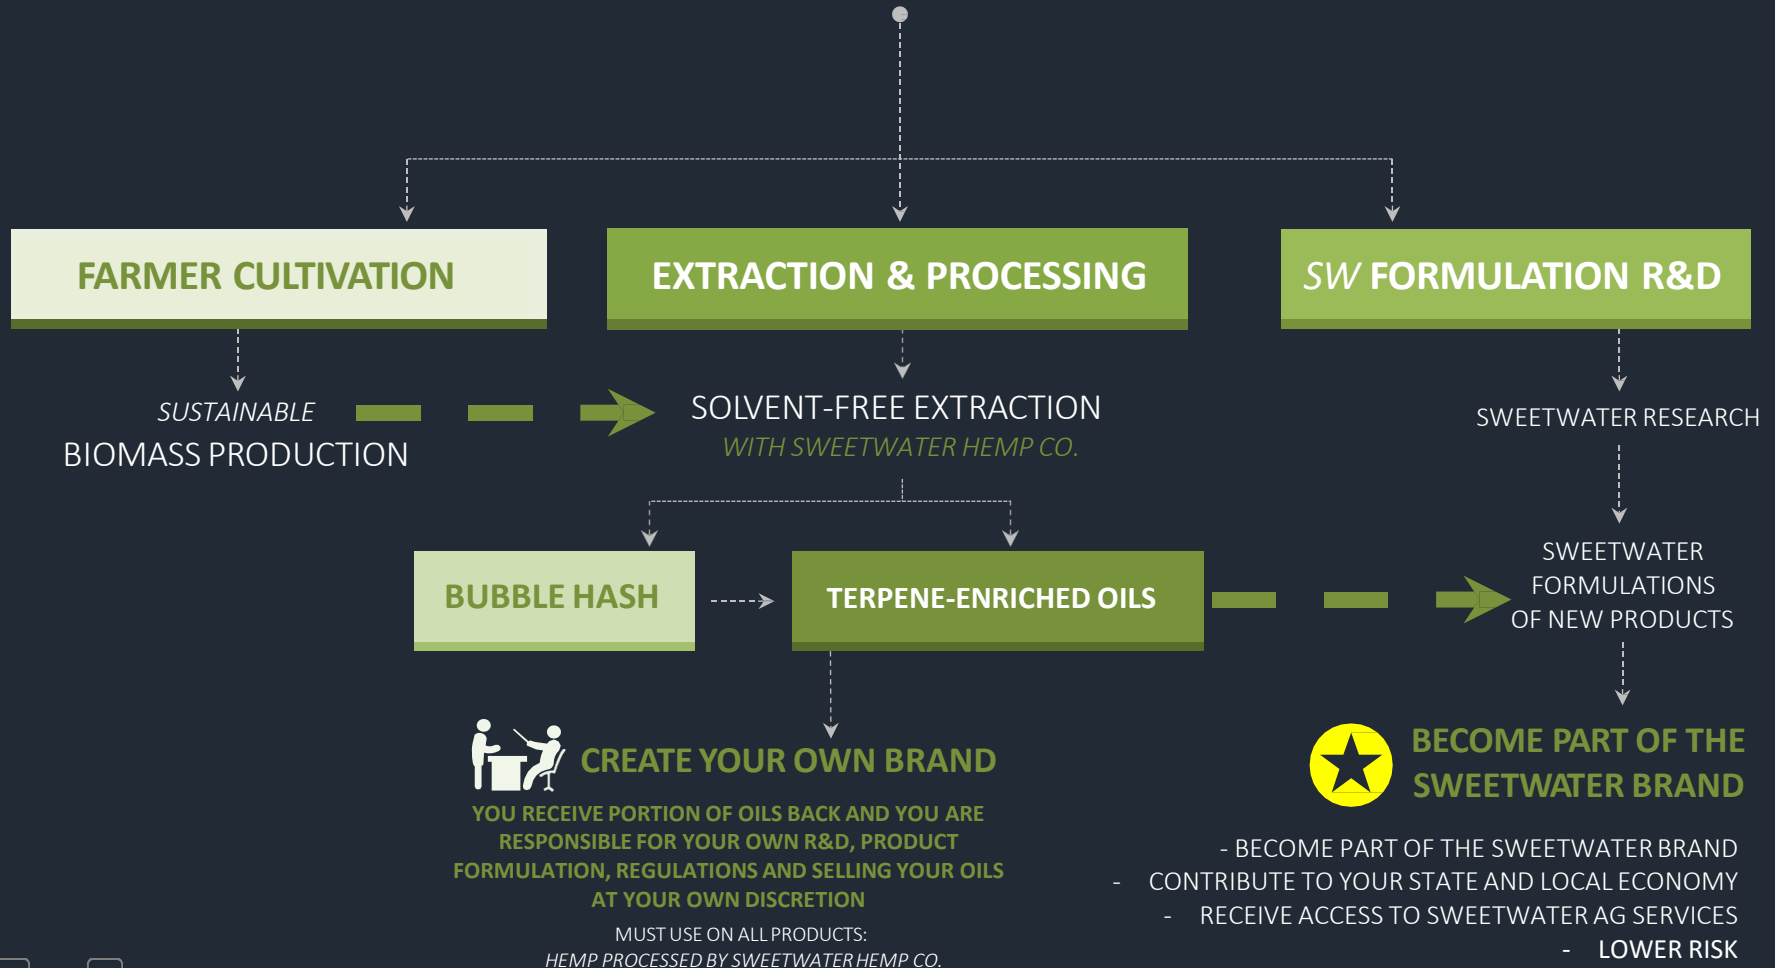 FARMER CULTIVATION
EXTRACTION & PROCESSING
SW FORMULATION R&D
SUSTAINABLE
BIOMASS PRODUCTION
SOLVENT-FREE EXTRACTION
WITH SWEETWATER HEMP CO.
SWEETWATER RESEARCH
BUBBLE HASH
TERPENE-ENRICHED OILS
SWEETWATER
FORMULATIONS
OF NEW PRODUCTS
CREATE YOUR OWN BRAND
YOU RECEIVE PORTION OF OILS BACK AND YOU ARE
RESPONSIBLE FOR YOUR OWN R&D, PRODUCT
FORMULATION, REGULATIONS AND SELLING YOUR OILS
AT YOUR OWN DISCRETION
MUST USE ON ALL PRODUCTS:
HEMP PROCESSED BY SWEETWATER HEMP CO.
BECOME PART OF THE
SWEETWATER BRAND
- BECOME PART OF THE SWEETWATER BRAND
- CONTRIBUTE TO YOUR STATE AND LOCAL ECONOMY
- RECEIVE ACCESS TO SWEETWATER AG SERVICES
- LOWER RISK